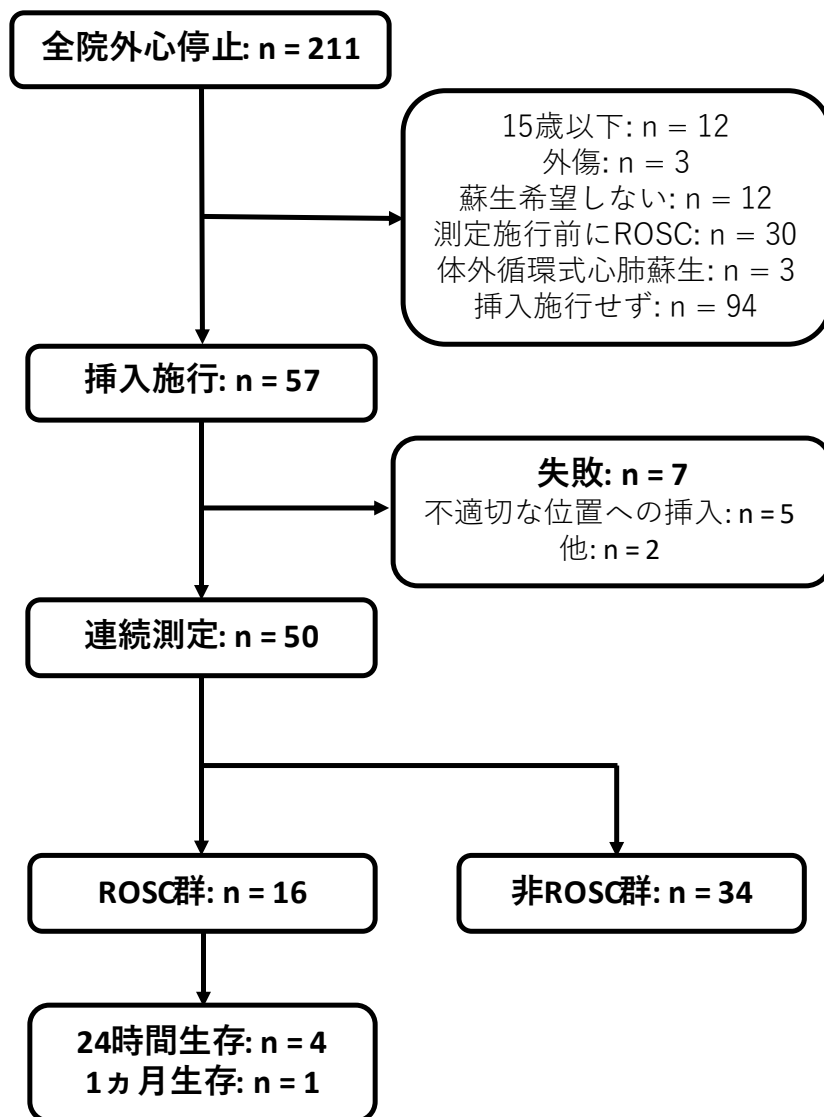 全院外心停止: n = 211
15歳以下: n = 12
外傷: n = 3
蘇生希望しない: n = 12
測定施行前にROSC: n = 30
体外循環式心肺蘇生: n = 3
挿入施行せず: n = 94
挿入施行: n = 57
失敗: n = 7
不適切な位置への挿入: n = 5
他: n = 2
連続測定: n = 50
ROSC群: n = 16
非ROSC群: n = 34
24時間生存: n = 4
1ヵ月生存: n = 1